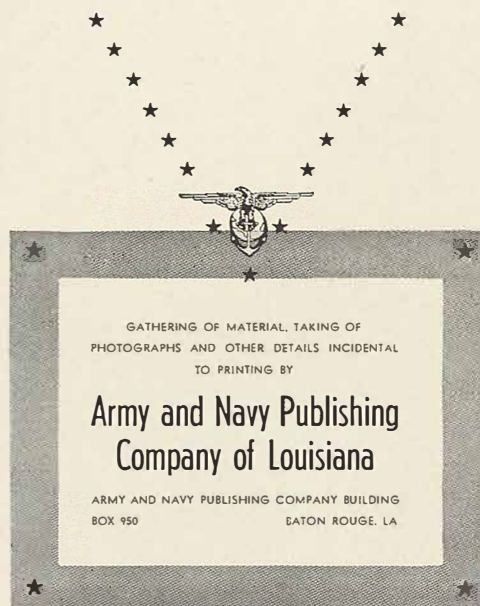 GATHERING OF MATERIAL, TAKING OF
PHOTOGRAPHS AND OTHER DETAILS INCIDENTAL
TO PRINTING BY
Army and Navy Publishing
Company of Louisiana
ARMY AND NAVY PUBLISHING COMPANY BUILDING
BOX 950 BATON ROUGE, LA